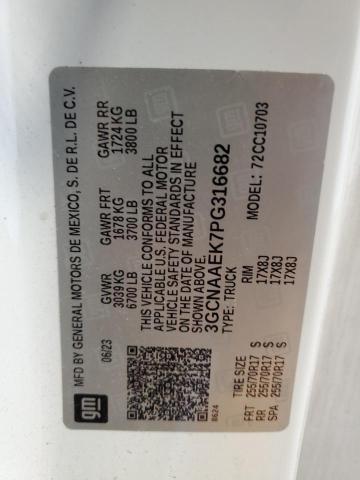 MFD BY GENERAL MOTORS DE MEXICO, S. DE R.L. DE C.V.
06/23
GVWR GAWR FRT GAWR RR
3039 KG 1678 KG 1724 KG
6700 LB 3700 LB 3800 LB
THIS VEHICLE CONFORMS TO ALL
APPLICABLE U.S. FEDERAL MOTOR
VEHICLE SAFETY STANDARDS IN EFFECT
ON THE DATE OF MANUFACTURE
SHOWN ABOVE.
3GCNAAEK7PG316682
TYPE: TRUCK MODEL: 72CC10703
TIRE SIZE RIM
FRT 255/70R17 S 17X8J
RR 255/70R17 S 17X8J
SPA 255/70R17 S 17X8J
gm
8624